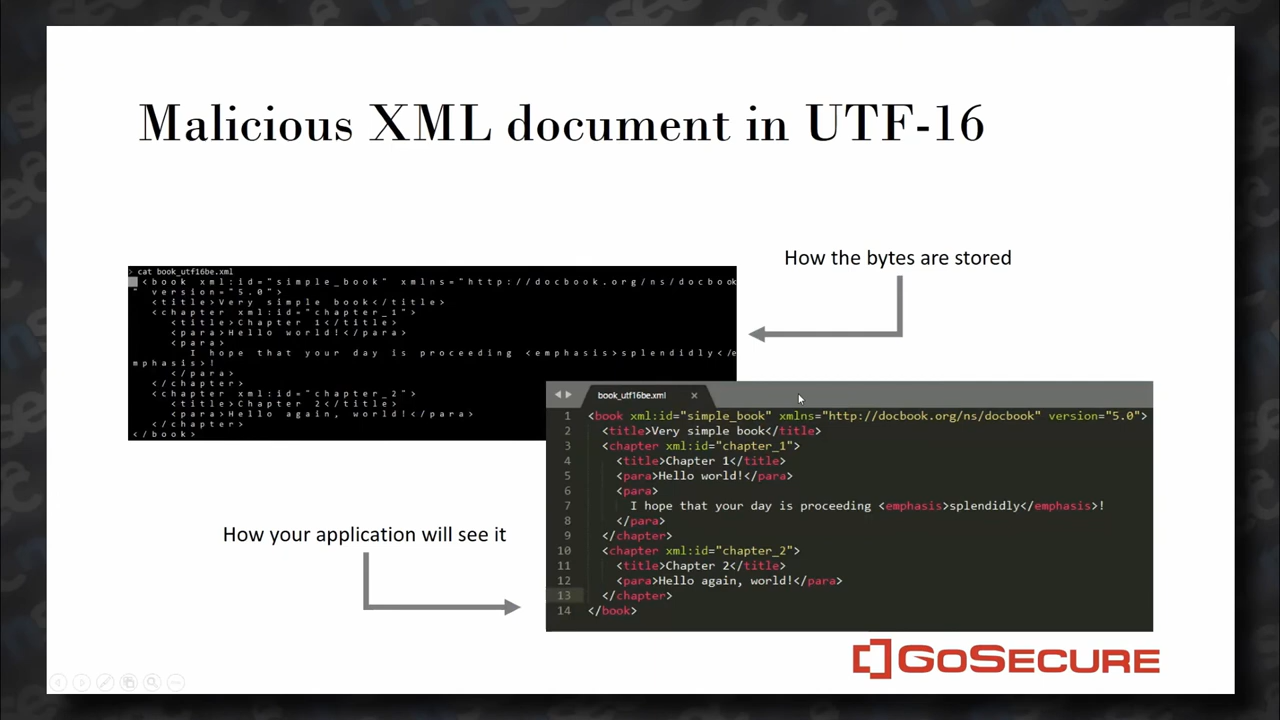 Malicious XML document in UTF-16
How the bytes are stored
> cat book_utf16be.xml
<book xml:id="simple_book" xmlns="http://docbook.org/ns/docbook
" version="5.0">
<title>Very simple book</title>
<chapter xml:id="chapter_1">
<title>Chapter 1</title>
<para>Hello world!</para>
<para>
I hope that your day is proceeding <emphasis>splendidly</e
mphasis>!
</para>
</chapter>
<chapter xml:id="chapter_2">
<title>Chapter 2</title>
<para>Hello again, world!</para>
</chapter>
</book>
book_utf16be.xml ×
1 <book xml:id="simple_book" xmlns="http://docbook.org/ns/docbook" version="5.0">
2 <title>Very simple book</title>
3 <chapter xml:id="chapter_1">
4 <title>Chapter 1</title>
5 <para>Hello world!</para>
6 <para>
7 I hope that your day is proceeding <emphasis>splendidly</emphasis>!
8 </para>
9 </chapter>
10 <chapter xml:id="chapter_2">
11 <title>Chapter 2</title>
12 <para>Hello again, world!</para>
13 </chapter>
14 </book>
How your application will see it
GOSECURE